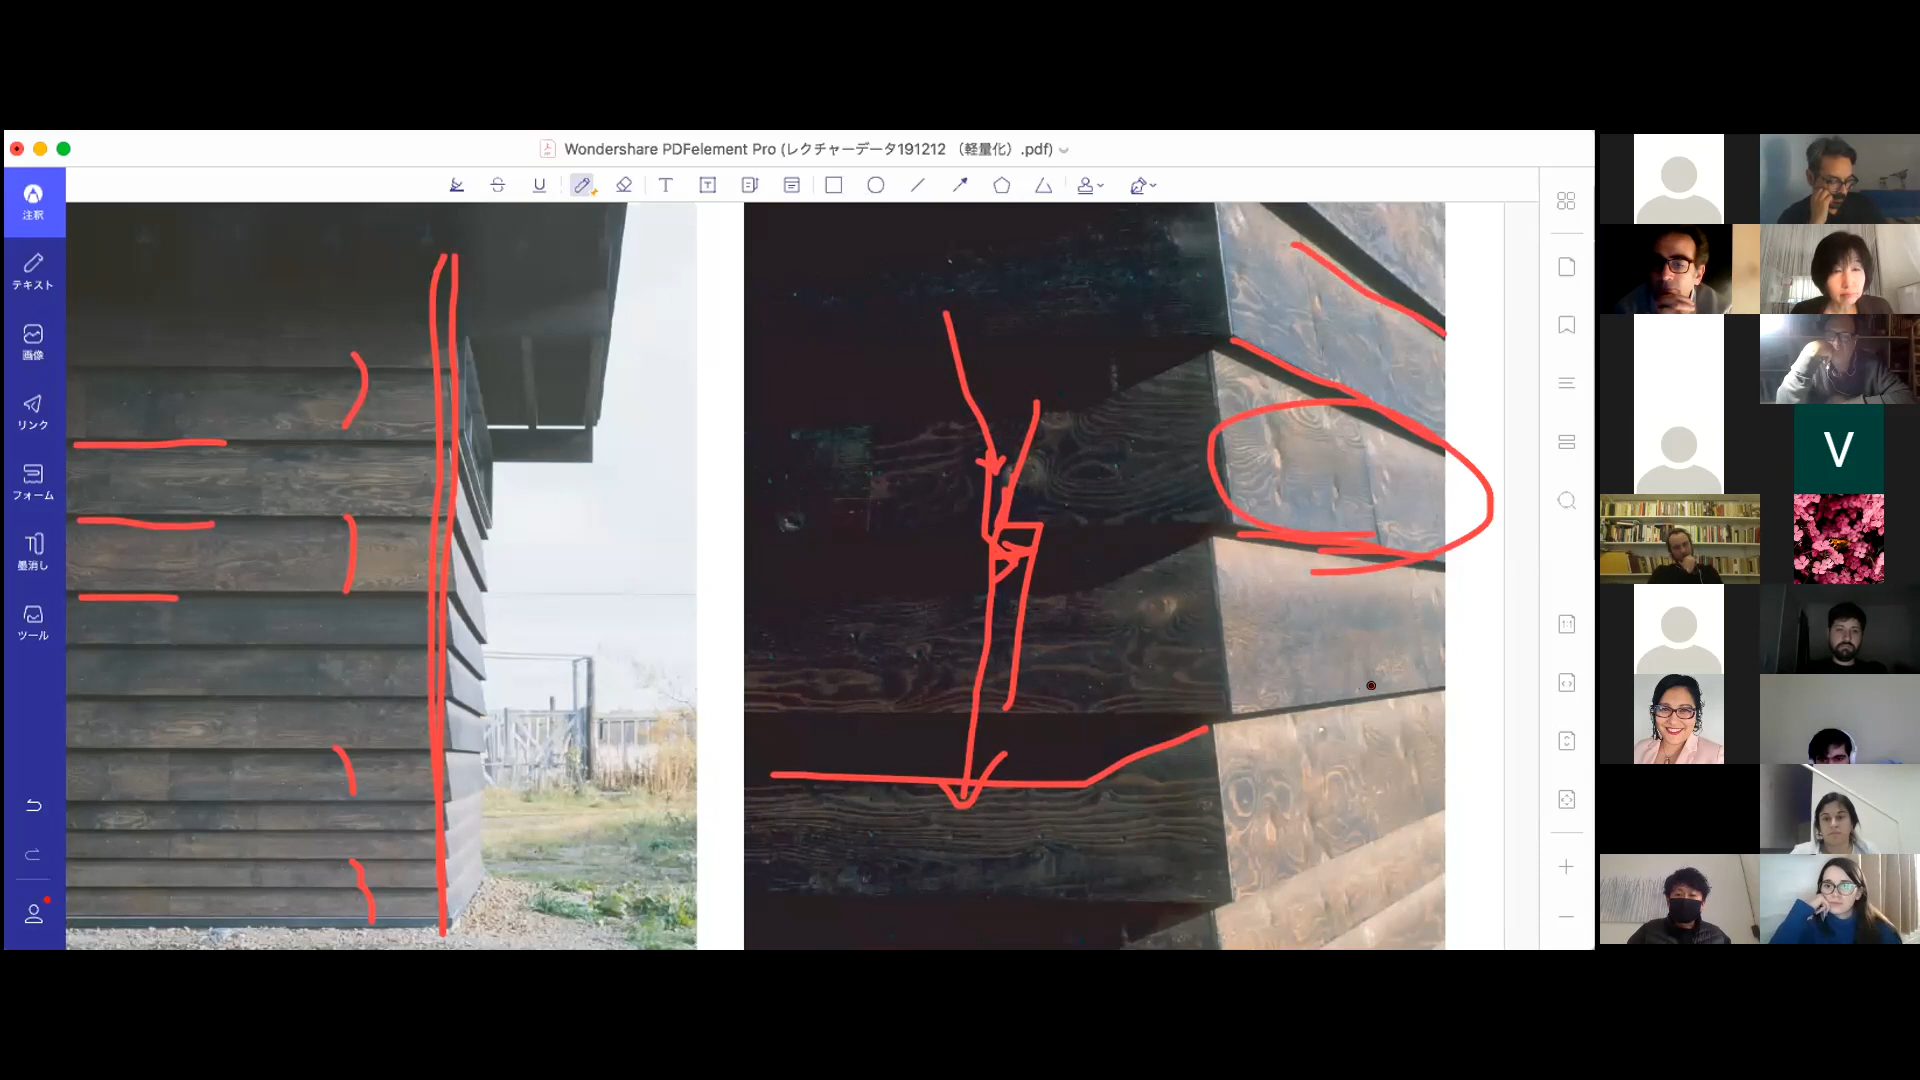 Wondershare PDFelement Pro (レクチャーデータ191212 （軽量化）.pdf)
注釈
テキスト
画像
リンク
フォーム
墨消し
ツール
V